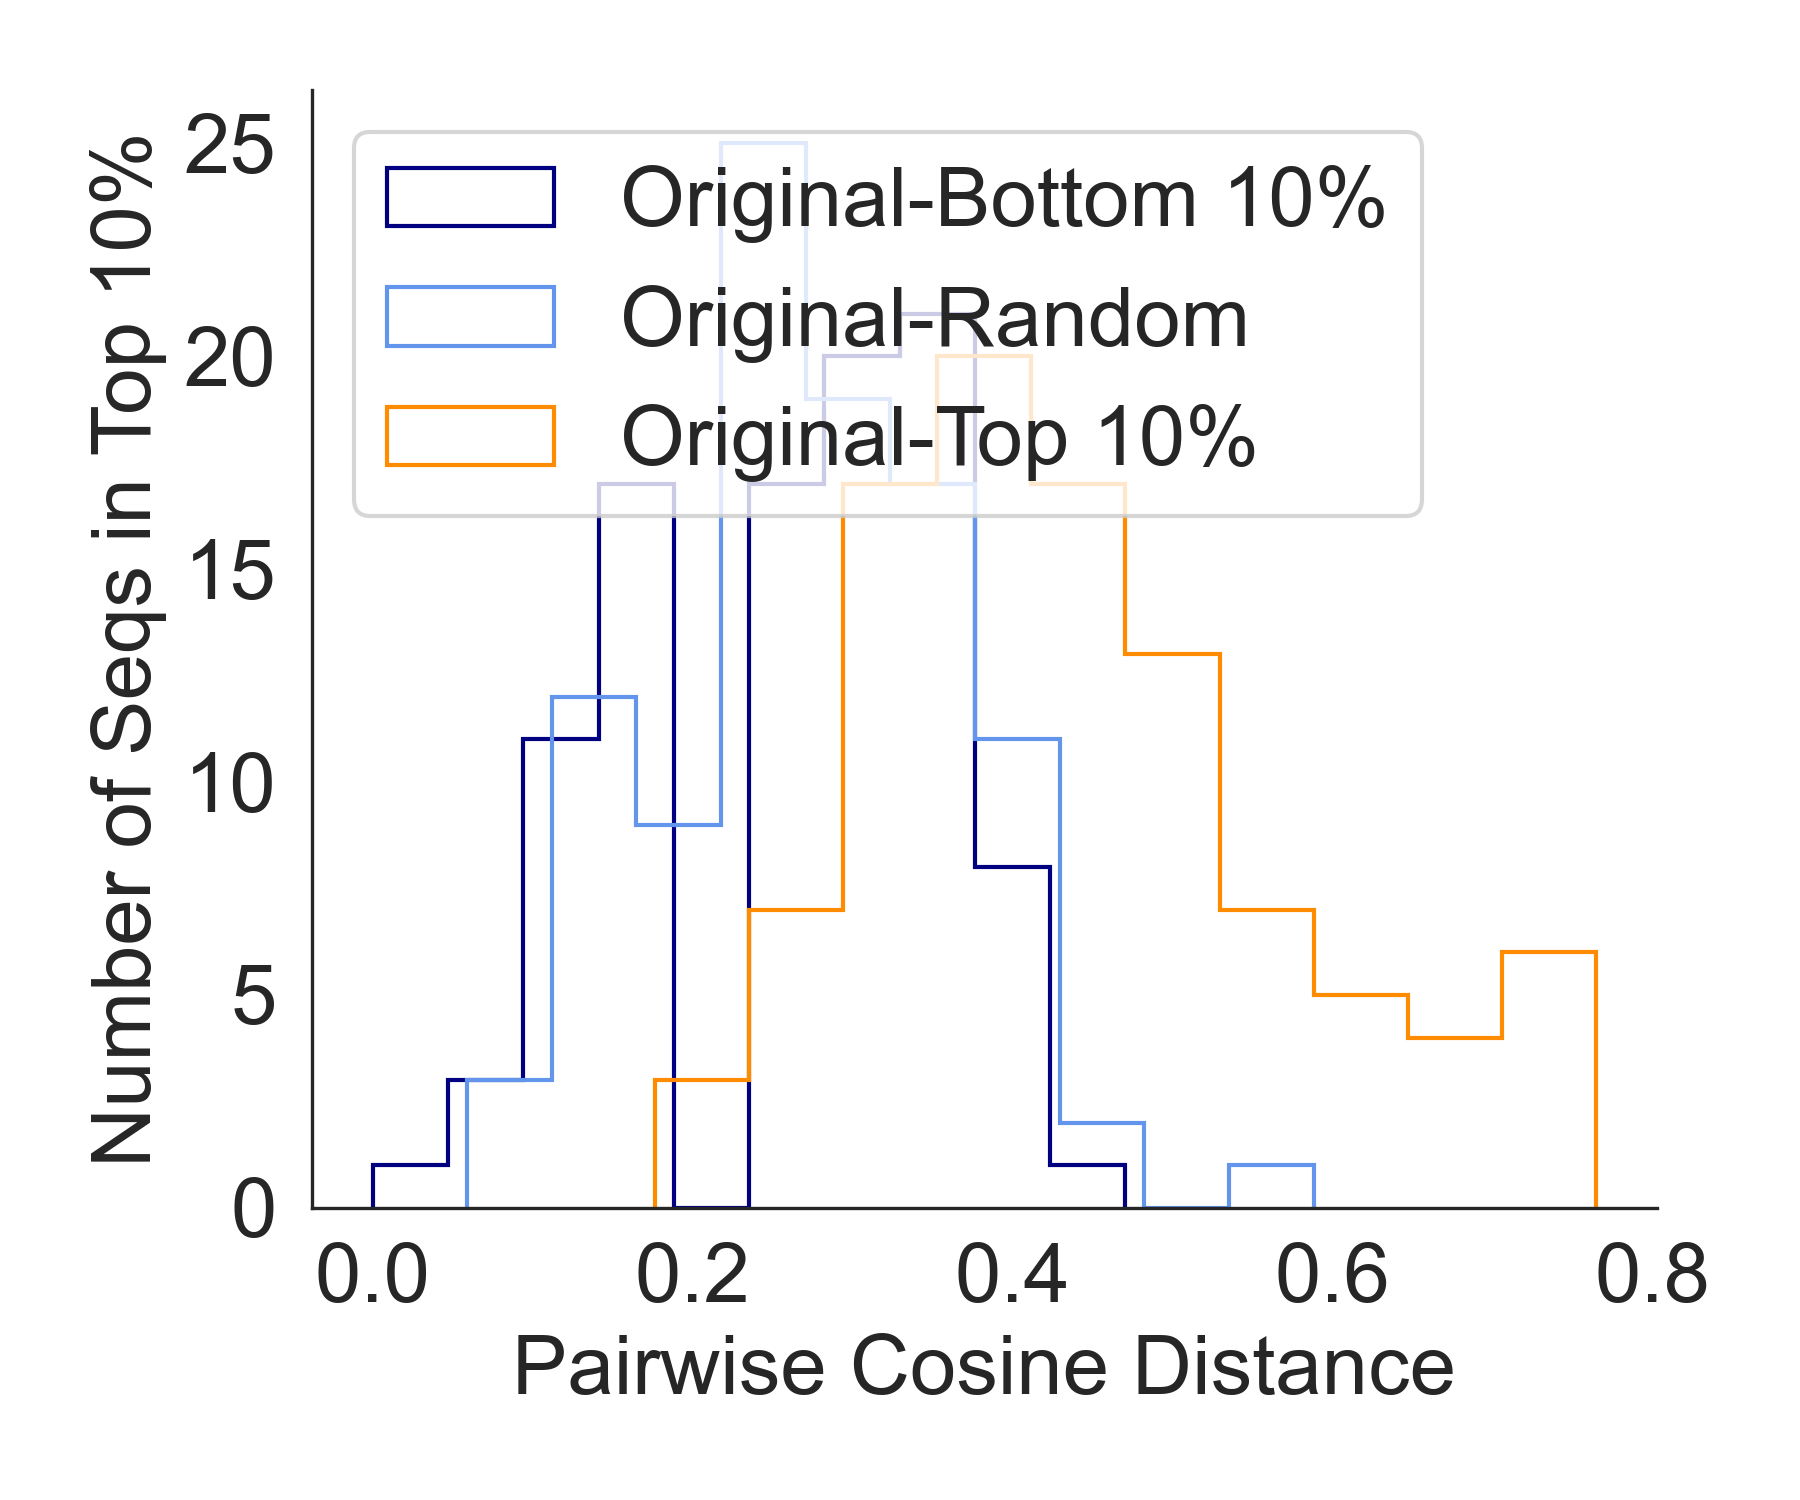 Number of Seqs in Top 10%
25
20
15
10
5
0
Original-Bottom 10%
Original-Random
Original-Top 10%
0.0 0.2 0.4 0.6 0.8
Pairwise Cosine Distance